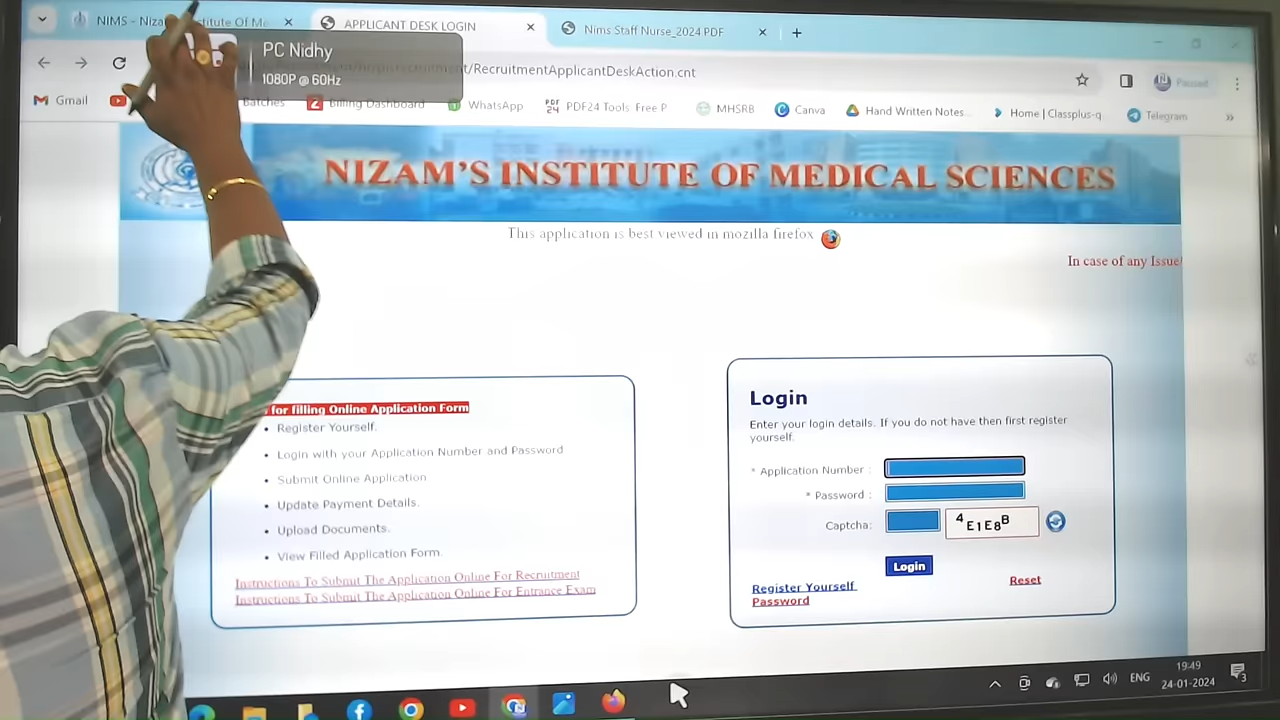 NIMS - Niza stitute Of Me
APPLICANT DESK LOGIN
Nims Staff Nurse_2024 PDF
PC Nidhy
1080P @ 60Hz
/RecruitmentApplicantDeskAction.cnt
Paused
Gmail
Batches
Billing Dashboard
WhatsApp
PDF24 Tools Free P
MHSRB
Canva
Hand Written Notes...
Home | Classplus-q
Telegram
NIZAM'S INSTITUTE OF MEDICAL SCIENCES
This application is best viewed in mozilla firefox
In case of any Issue
for filling Online Application Form
• Register Yourself.
• Login with your Application Number and Password
• Submit Online Application
• Update Payment Details.
• Upload Documents.
• View Filled Application Form.
Instructions To Submit The Application Online For Recruitment
Instructions To Submit The Application Online For Entrance Exam
Login
Enter your login details. If you do not have then first register
yourself.
* Application Number :
* Password :
Captcha:
4E1E8B
Login
Register Yourself
Reset
Password
ENG
19:49
24-01-2024
3